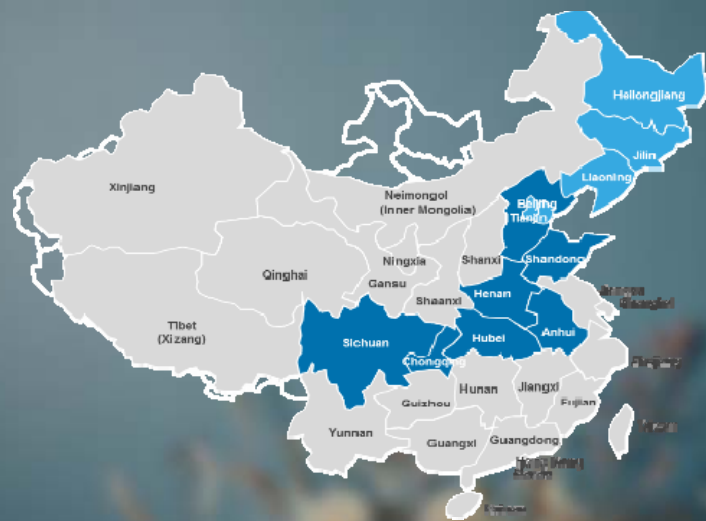 Heilongjiang
Jilin
Liaoning
Xinjiang
Neimongol
(Inner Mongolia)
Beijing
Tianjin
Shandong
Shanxi
Ningxia
Qinghai
Gansu
Shaanxi
Henan
Tibet
(Xizang)
Sichuan
Hubei
Anhui
Chongqing
Hunan
Jiangxi
Guizhou
Fujian
Yunnan
Guangxi
Guangdong